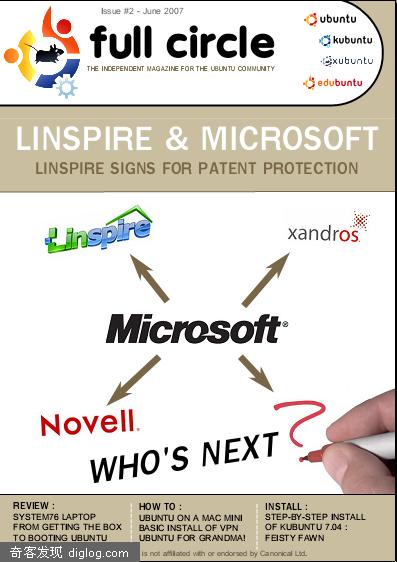 Issue #2 - June 2007
full circle
THE INDEPENDENT MAGAZINE FOR THE UBUNTU COMMUNITY
ubuntu
kubuntu
xubuntu
edubuntu
LINSPIRE & MICROSOFT
LINSPIRE SIGNS FOR PATENT PROTECTION
Linspire
xandros
Microsoft®
Novell.
WHO'S NEXT ?
REVIEW :
SYSTEM76 LAPTOP
FROM GETTING THE BOX
TO BOOTING UBUNTU
HOW TO :
UBUNTU ON A MAC MINI
BASIC INSTALL OF VPN
UBUNTU FOR GRANDMA!
INSTALL :
STEP-BY-STEP INSTALL
OF KUBUNTU 7.04 :
FEISTY FAWN
奇客发现 diglog.com
is not affiliated with or endorsed by Canonical Ltd.